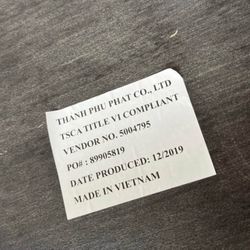 THANH PHU PHAT CO., LTD
TSCA TITLE VI COMPLIANT
VENDOR NO. 5004795
PO# : 89905819
DATE PRODUCED: 12/2019
MADE IN VIETNAM